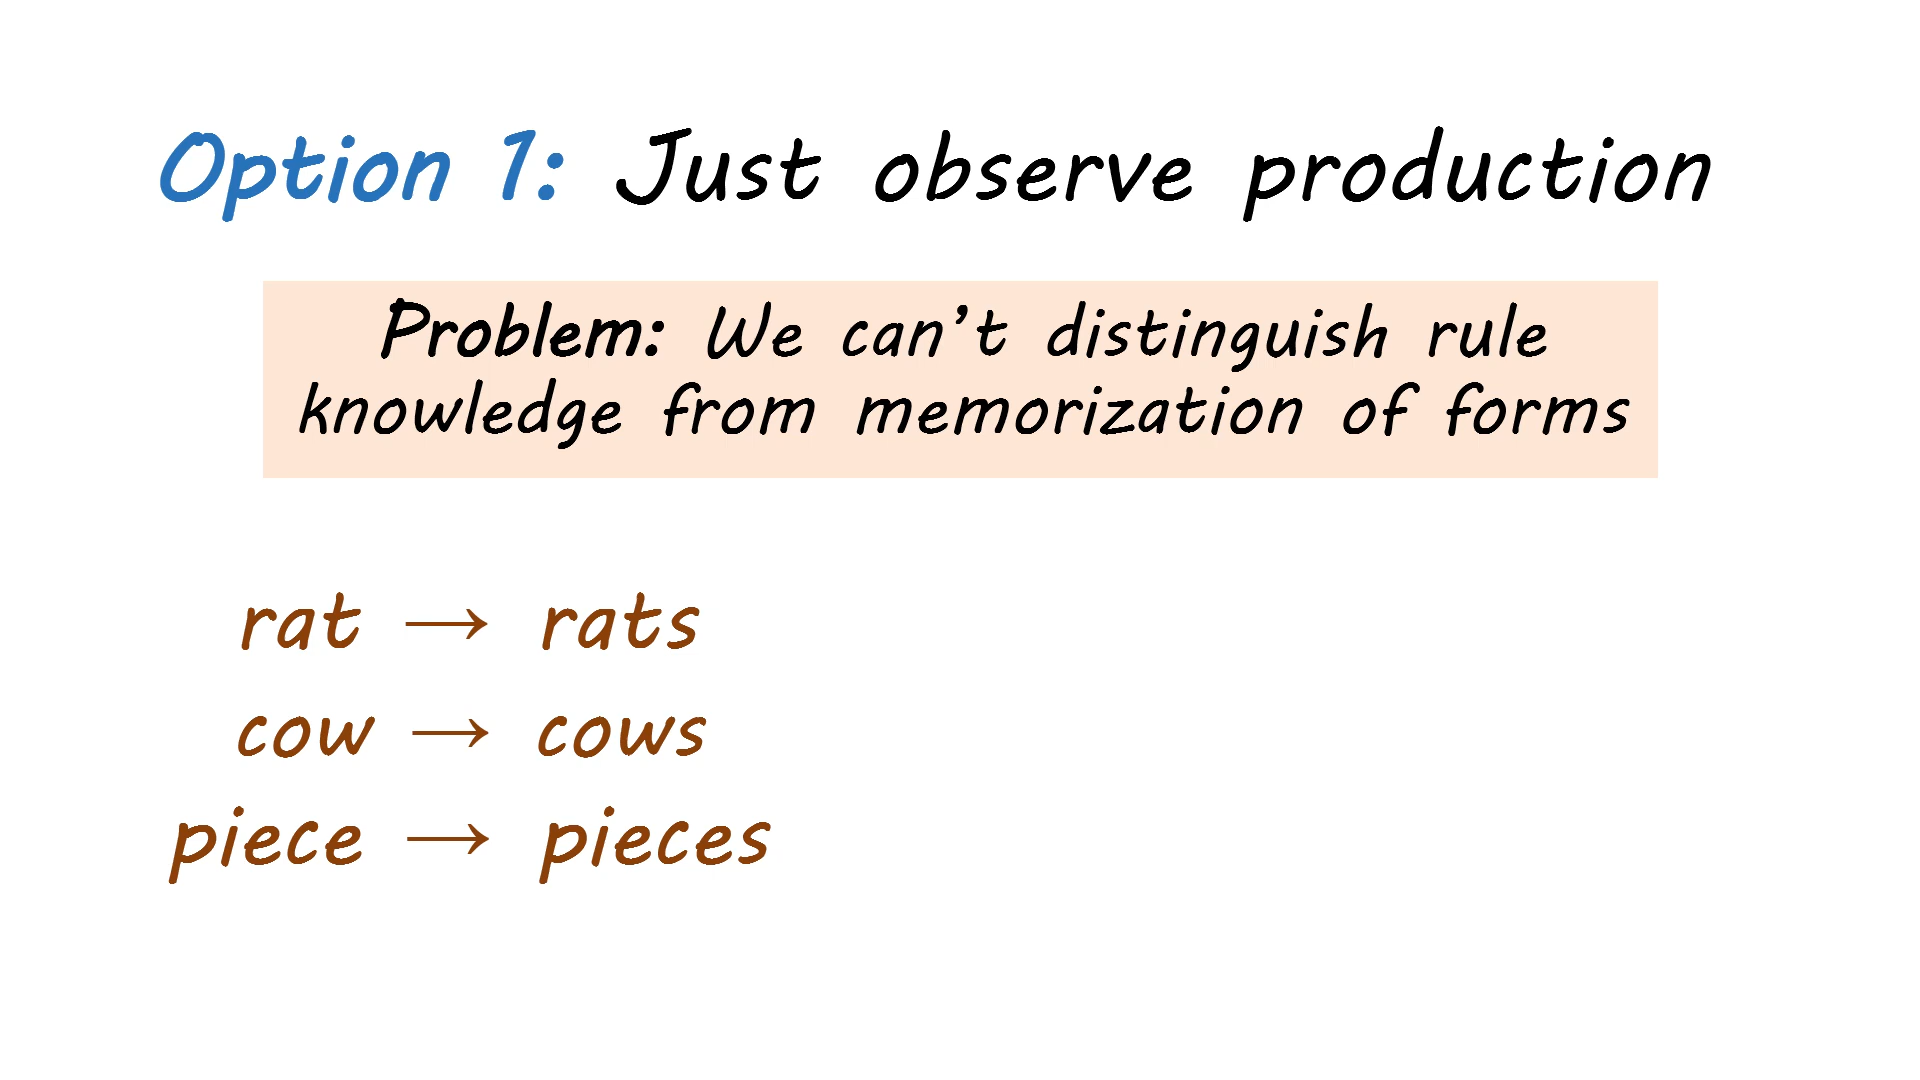 Option 1: Just observe production
Problem: We can’t distinguish rule
knowledge from memorization of forms
rat → rats
cow → cows
piece → pieces